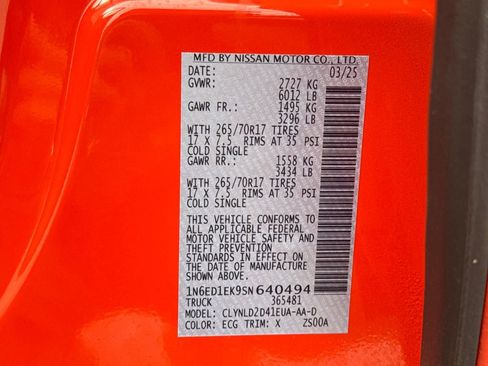 MFD BY NISSAN MOTOR CO., LTD.
DATE: 03/25
GVWR: 2727 KG
6012 LB
GAWR FR.: 1495 KG
3296 LB
WITH 265/70R17 TIRES
17 X 7.5 RIMS AT 35 PSI
COLD SINGLE
GAWR RR.: 1558 KG
3434 LB
WITH 265/70R17 TIRES
17 X 7.5 RIMS AT 35 PSI
COLD SINGLE
THIS VEHICLE CONFORMS TO
ALL APPLICABLE FEDERAL
MOTOR VEHICLE SAFETY AND
THEFT PREVENTION
STANDARDS IN EFFECT ON
THE DATE OF MANUFACTURE
SHOWN ABOVE.
1N6ED1EK9SN640494
TRUCK 365481
MODEL: CLYNLD2D41EUA-AA-D
COLOR: ECG TRIM: X ZS00A